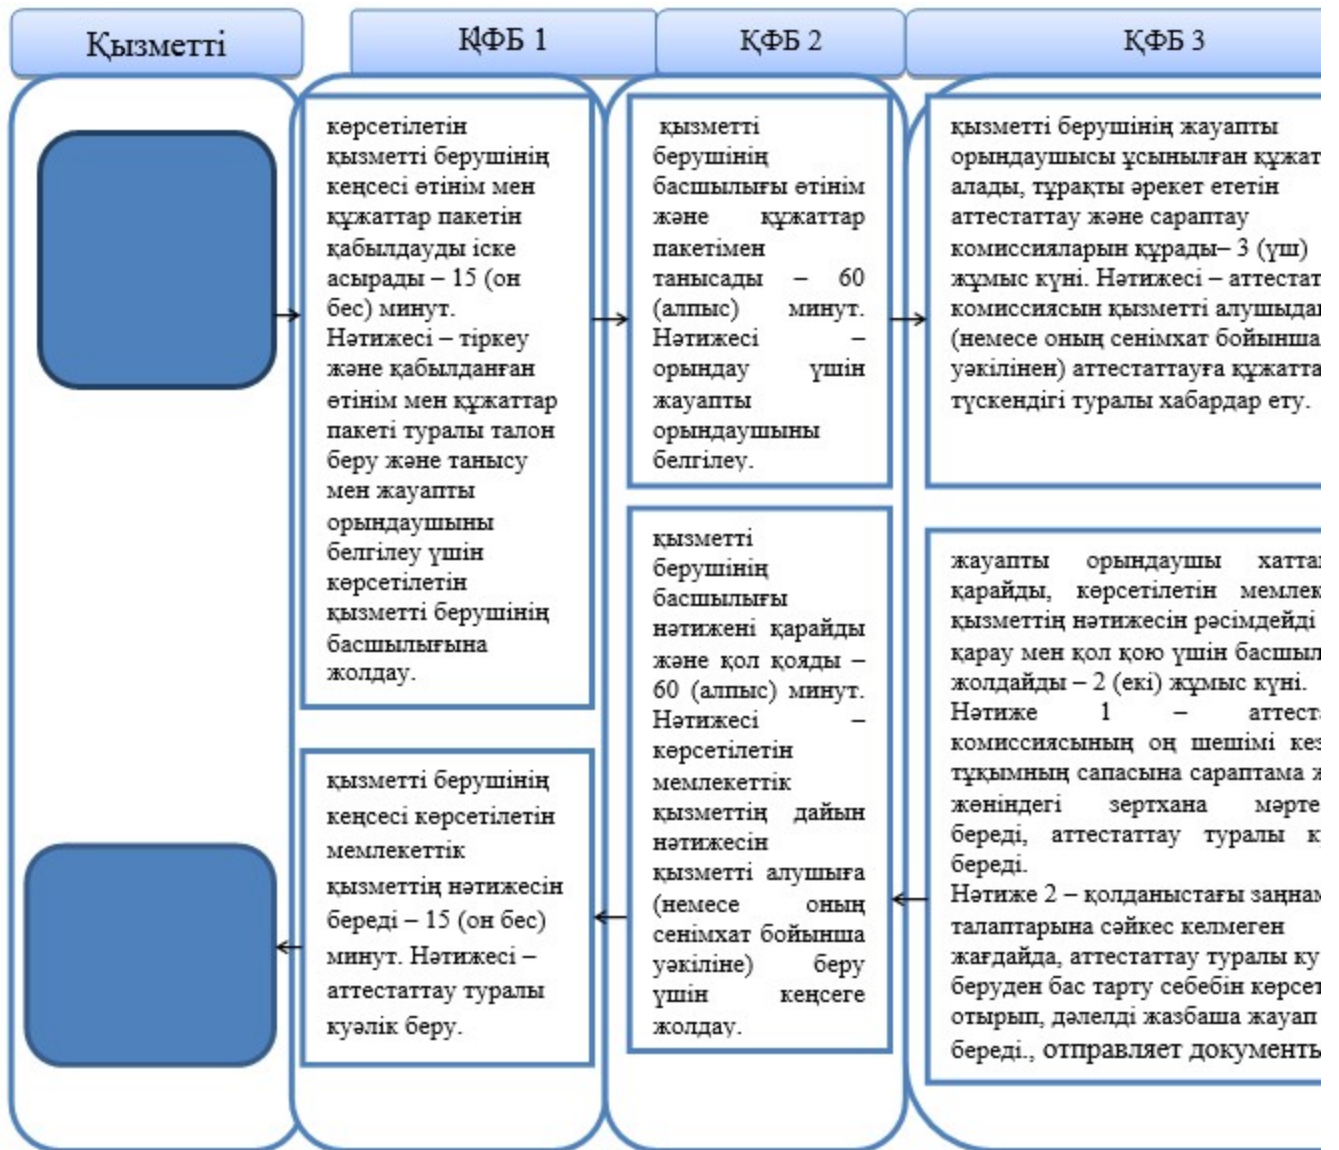 Қызметті
ҚФБ 1
ҚФБ 2
ҚФБ 3
көрсетілетін
қызметті берушінің
кеңсесі өтінім мен
құжаттар пакетін
қабылдауды іске
асырады – 15 (он
бес) минут.
Нәтижесі – тіркеу
және қабылданған
өтінім мен құжаттар
пакеті туралы талон
беру және танысу
мен жауапты
орындаушыны
белгілеу үшін
көрсетілетін
қызметті берушінің
басшылығына
жолдау.
қызметті
берушінің
басшылығы өтінім
және құжаттар
пакетімен
танысады – 60
(алпыс) минут.
Нәтижесі –
орындау үшін
жауапты
орындаушыны
белгілеу.
қызметті берушінің жауапты
орындаушысы ұсынылған құжат
алады, тұрақты әрекет ететін
аттестаттау және сараптау
комиссияларын құрады– 3 (үш)
жұмыс күні. Нәтижесі – аттестат
комиссиясын қызметті алушыдан
(немесе оның сенімхат бойынша
уәкілінен) аттестаттауға құжатта
түскендігі туралы хабардар ету.
қызметті берушінің
кеңсесі көрсетілетін
мемлекеттік
қызметтің нәтижесін
береді – 15 (он бес)
минут. Нәтижесі –
аттестаттау туралы
куәлік беру.
қызметті
берушінің
басшылығы
нәтижені қарайды
және қол қояды –
60 (алпыс) минут.
Нәтижесі –
көрсетілетін
мемлекеттік
қызметтің дайын
нәтижесін
қызметті алушыға
(немесе оның
сенімхат бойынша
уәкіліне) беру
үшін кеңсеге
жолдау.
жауапты орындаушы хатта
қарайды, көрсетілетін мемлек
қызметтің нәтижесін рәсімдейді
қарау мен қол қою үшін басшыл
жолдайды – 2 (екі) жұмыс күні.
Нәтиже 1 – аттеста
комиссиясының оң шешімі кез
тұқымның сапасына сараптама ж
жөніндегі зертхана мәрте
береді, аттестаттау туралы к
береді.
Нәтиже 2 – қолданыстағы заңнам
талаптарына сәйкес келмеген
жағдайда, аттестаттау туралы ку
беруден бас тарту себебін көрсет
отырып, дәлелді жазбаша жауап
береді., отправляет документы